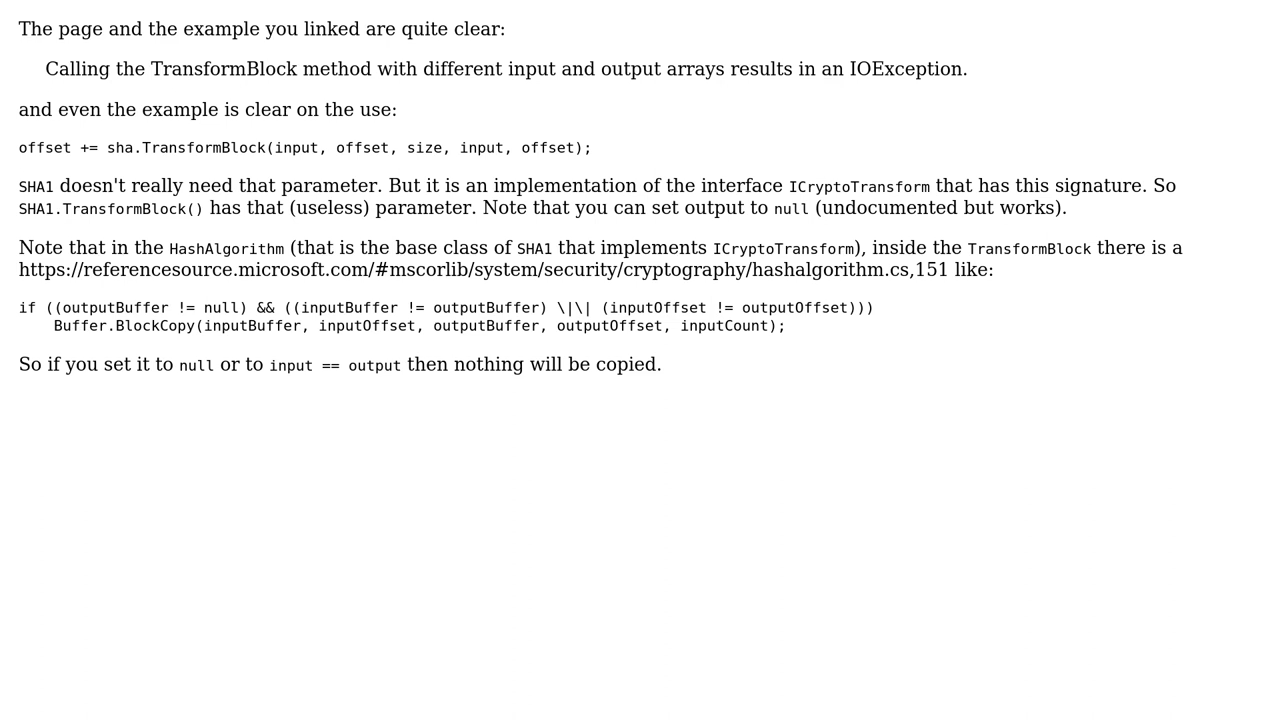 The page and the example you linked are quite clear:
Calling the TransformBlock method with different input and output arrays results in an IOException.
and even the example is clear on the use:
offset += sha.TransformBlock(input, offset, size, input, offset);
SHA1 doesn't really need that parameter. But it is an implementation of the interface ICryptoTransform that has this signature. So
SHA1.TransformBlock() has that (useless) parameter. Note that you can set output to null (undocumented but works).
Note that in the HashAlgorithm (that is the base class of SHA1 that implements ICryptoTransform), inside the TransformBlock there is a
https://referencesource.microsoft.com/#mscorlib/system/security/cryptography/hashalgorithm.cs,151 like:
if ((outputBuffer != null) && ((inputBuffer != outputBuffer) \|\| (inputOffset != outputOffset)))
    Buffer.BlockCopy(inputBuffer, inputOffset, outputBuffer, outputOffset, inputCount);
So if you set it to null or to input == output then nothing will be copied.